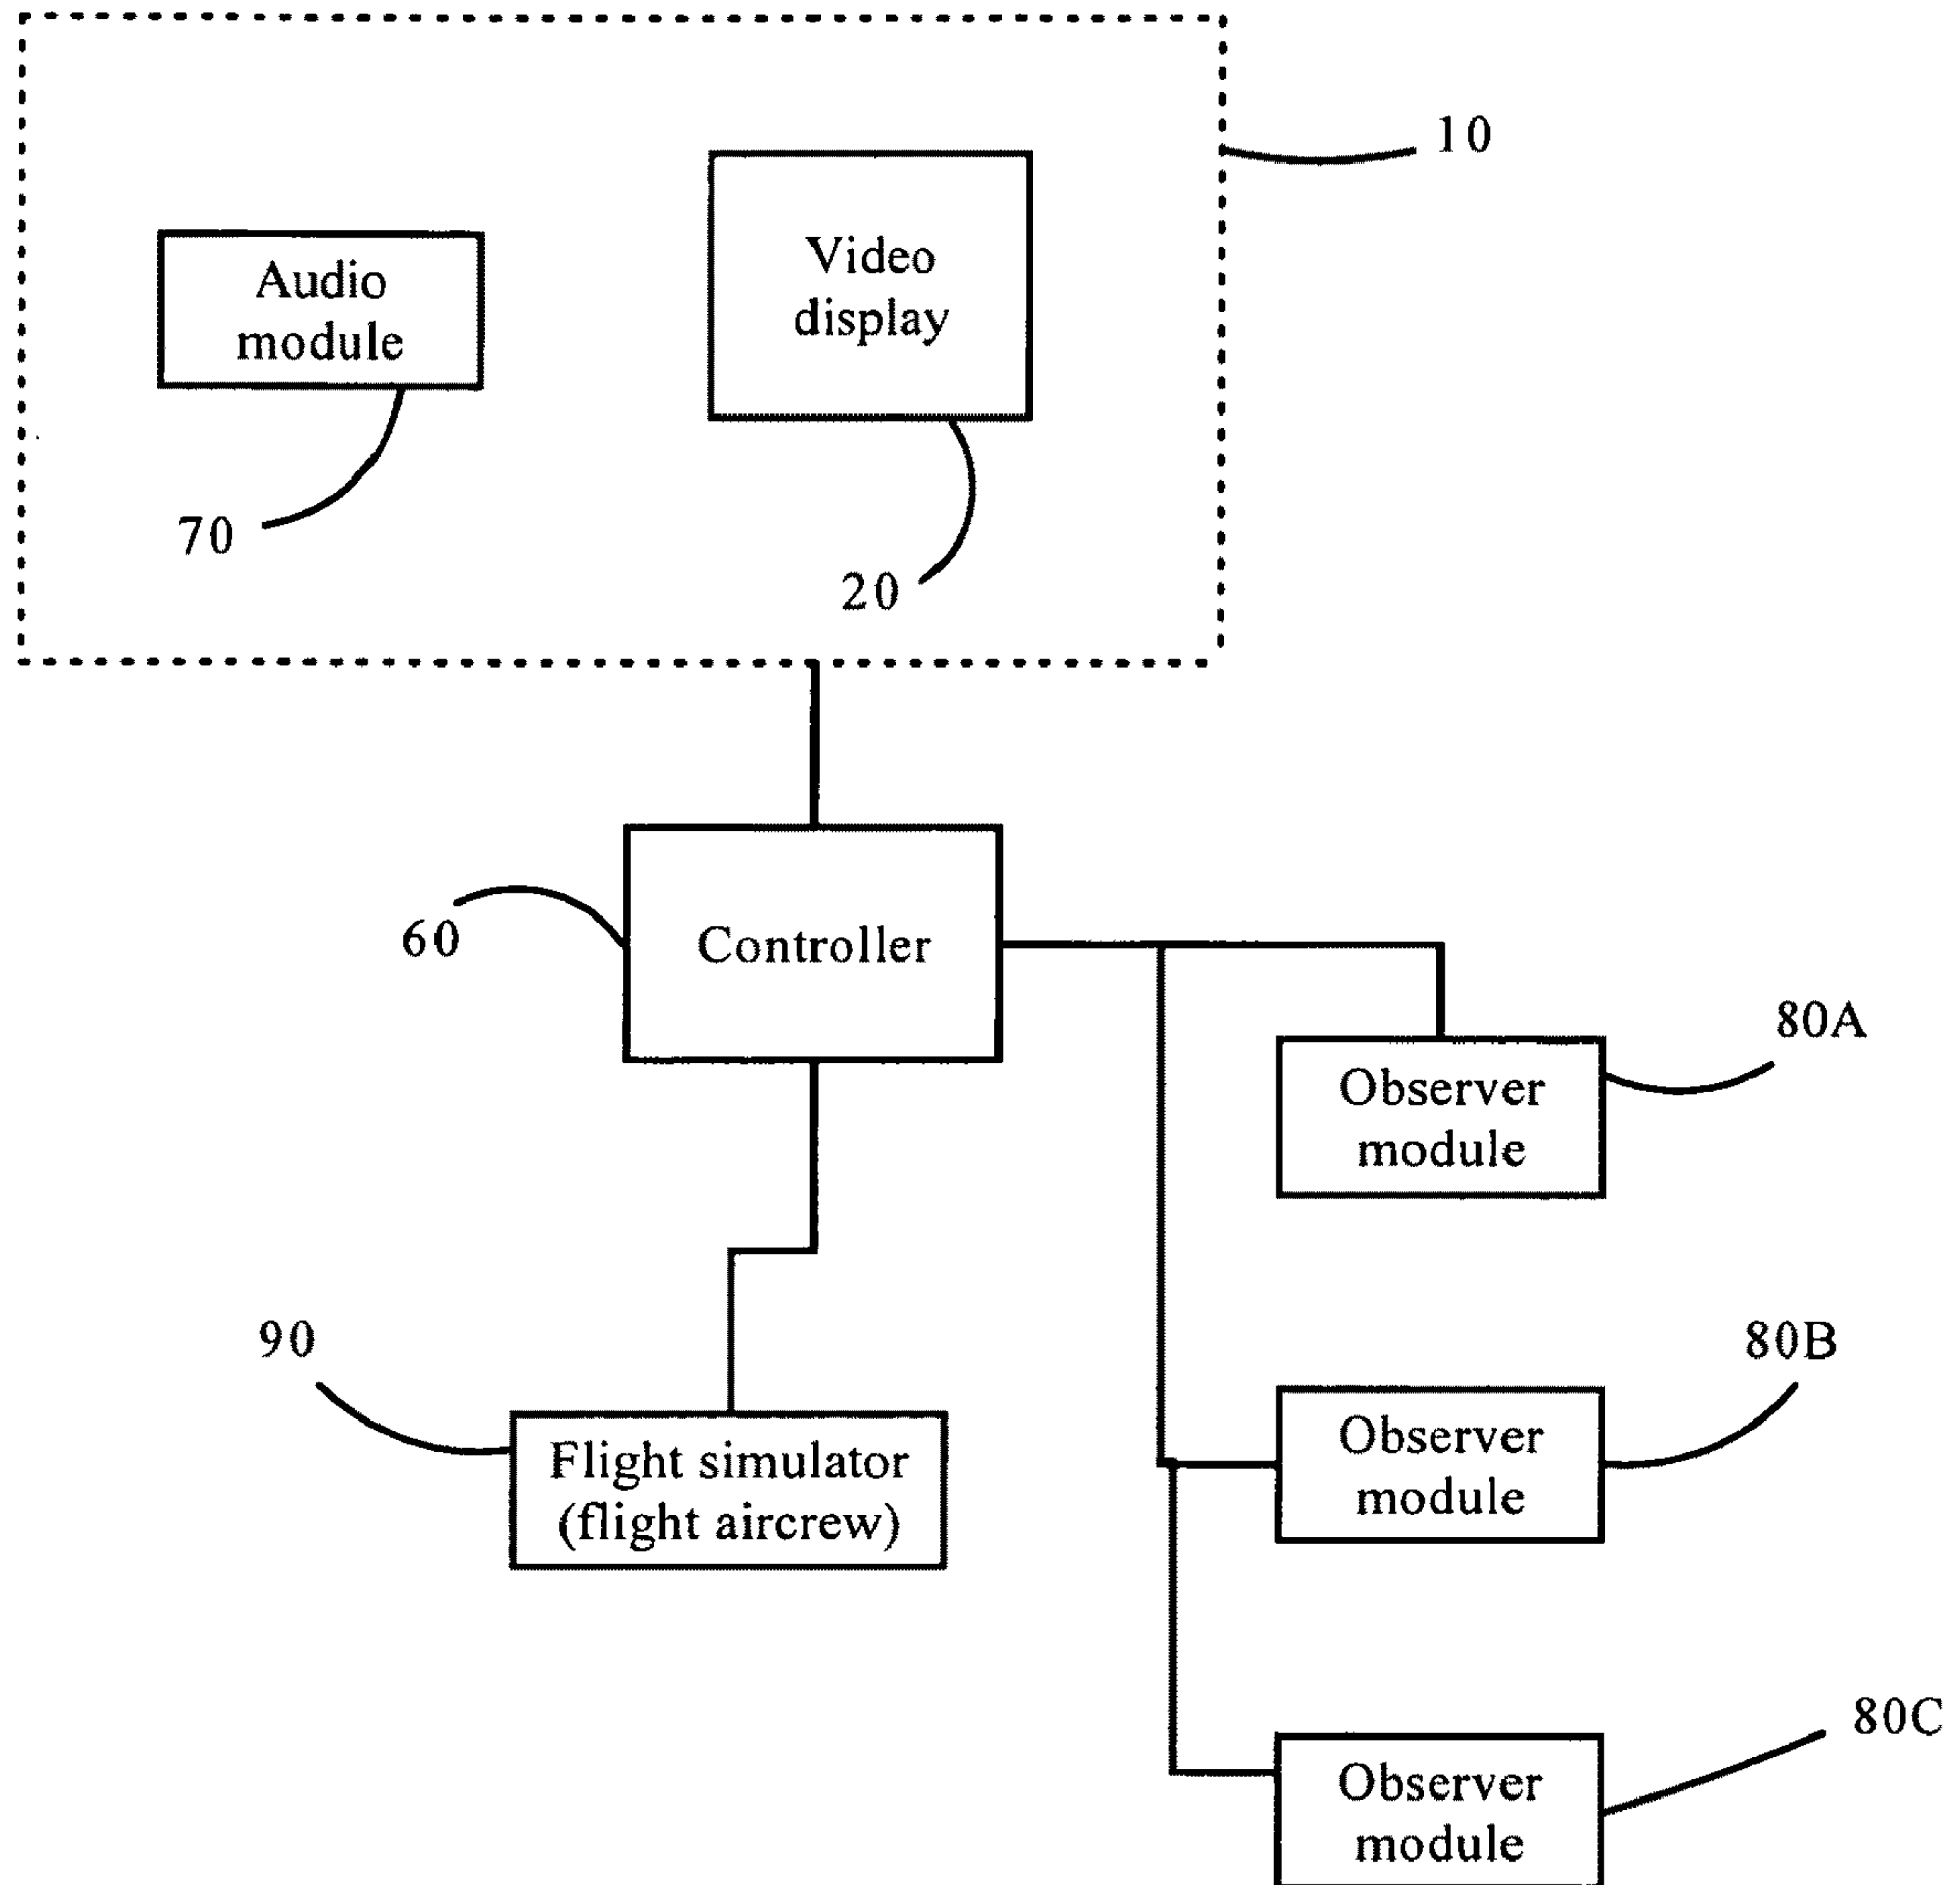 10
Video
display
Audio
module
70
20
60
Controller
80A
Observer
module
90
80B
Flight simulator
(flight aircrew)
Observer
module
80C
Observer
module